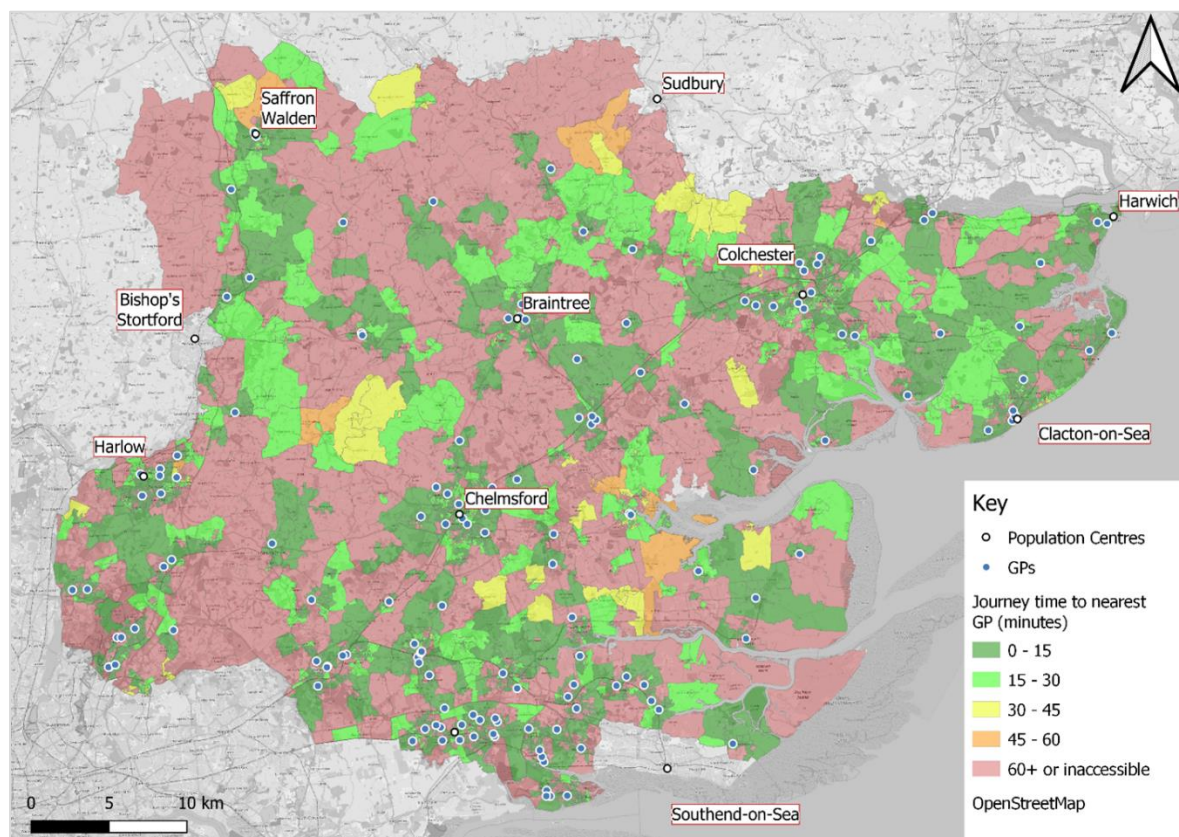 Sudbury
Saffron
Walden
Harwich
Colchester
Bishop's
Stortford
Braintree
Clacton-on-Sea
Harlow
Chelmsford
Southend-on-Sea
Key
Population Centres
GPs
Journey time to nearest
GP (minutes)
0 - 15
15 - 30
30 - 45
45 - 60
60+ or inaccessible
OpenStreetMap
0 5 10 km